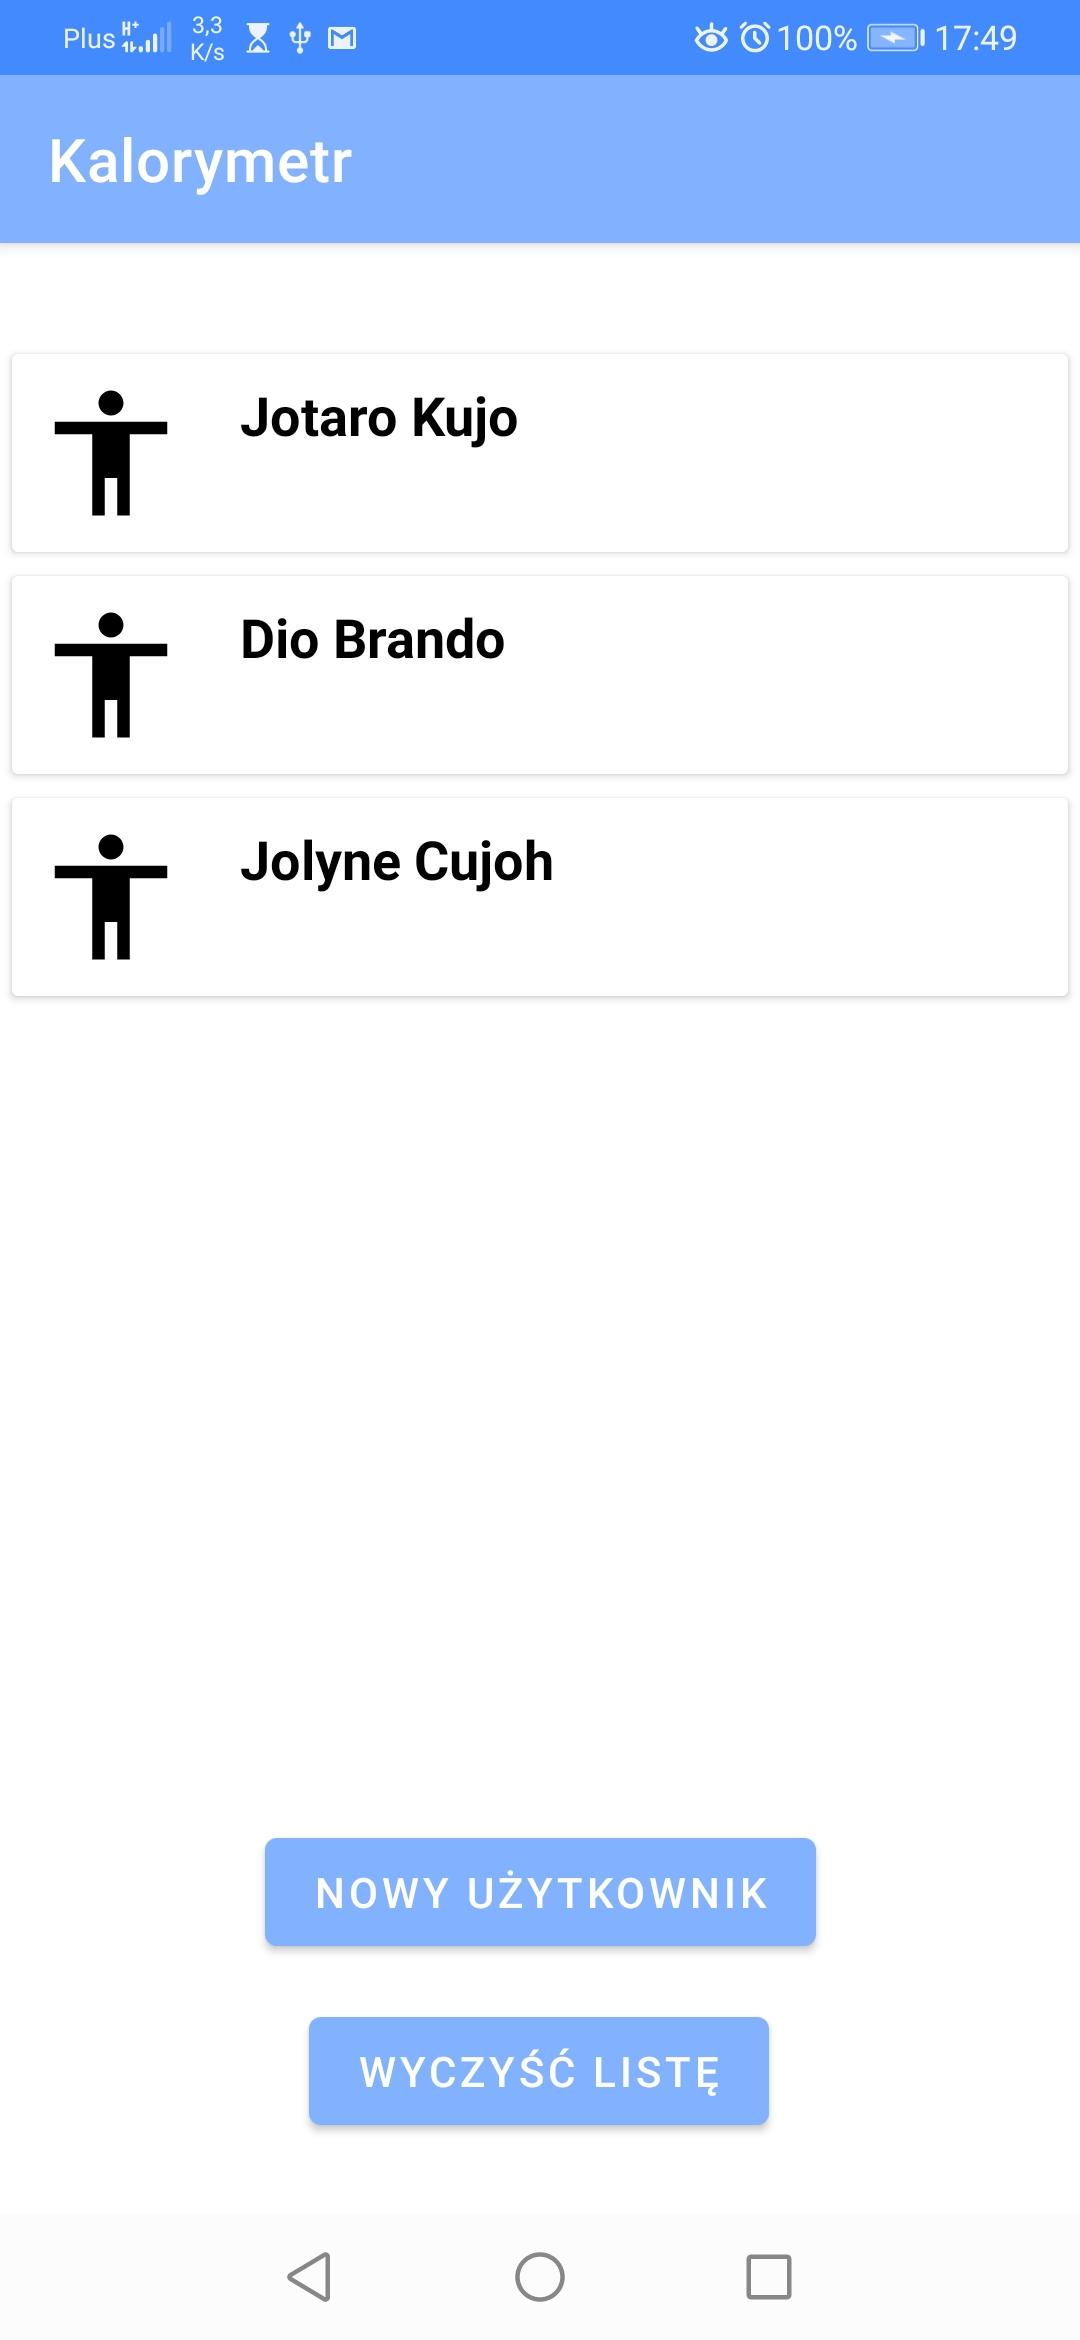 Plus H+ 3,3 K/s 100% 17:49
Kalorymetr
Jotaro Kujo
Dio Brando
Jolyne Cujoh
NOWY UŻYTKOWNIK
WYCZYŚĆ LISTĘ